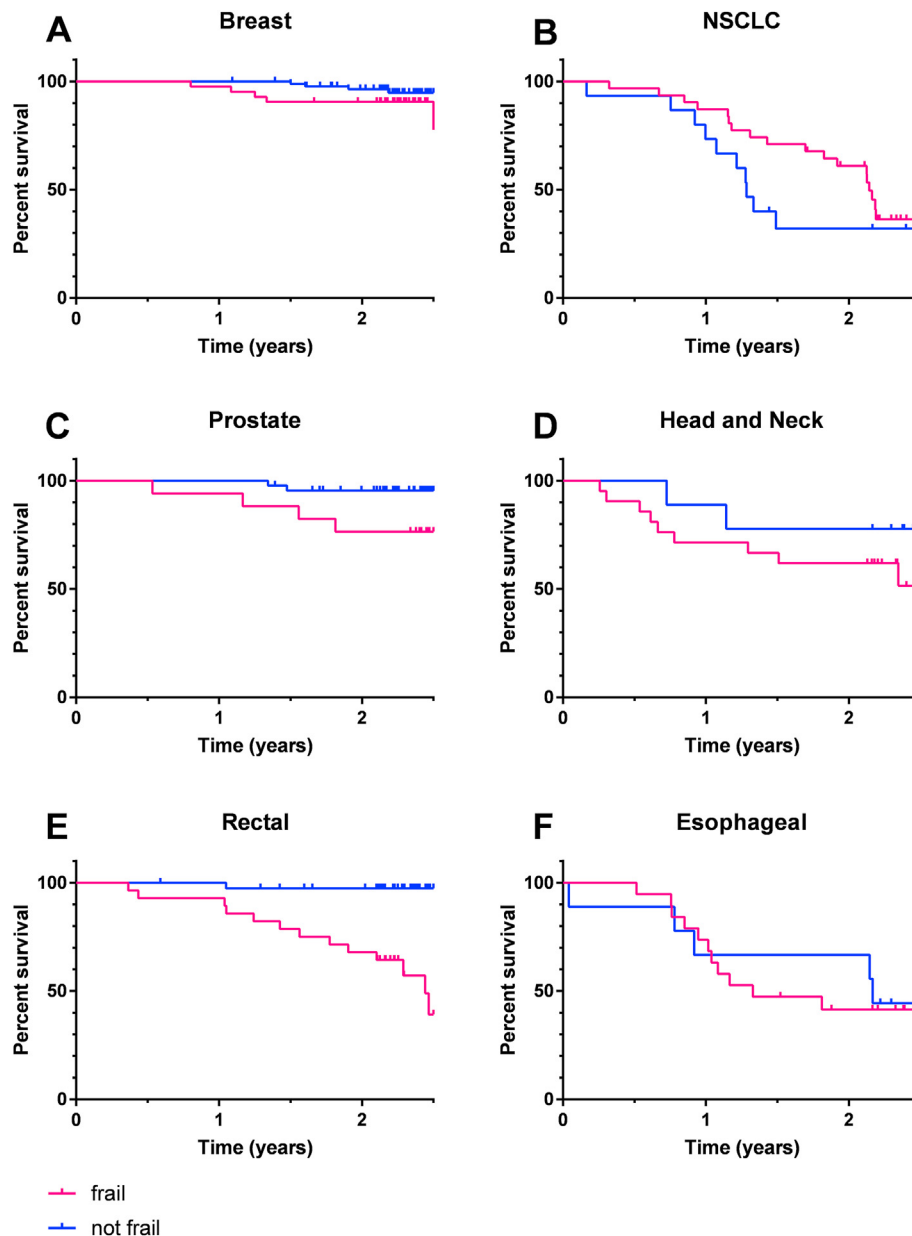 A
Breast
Percent survival
100
50
0
0
1
2
Time (years)
B
NSCLC
Percent survival
100
50
0
0
1
2
Time (years)
C
Prostate
Percent survival
100
50
0
0
1
2
Time (years)
D
Head and Neck
Percent survival
100
50
0
0
1
2
Time (years)
E
Rectal
Percent survival
100
50
0
0
1
2
Time (years)
F
Esophageal
Percent survival
100
50
0
0
1
2
Time (years)
frail
not frail